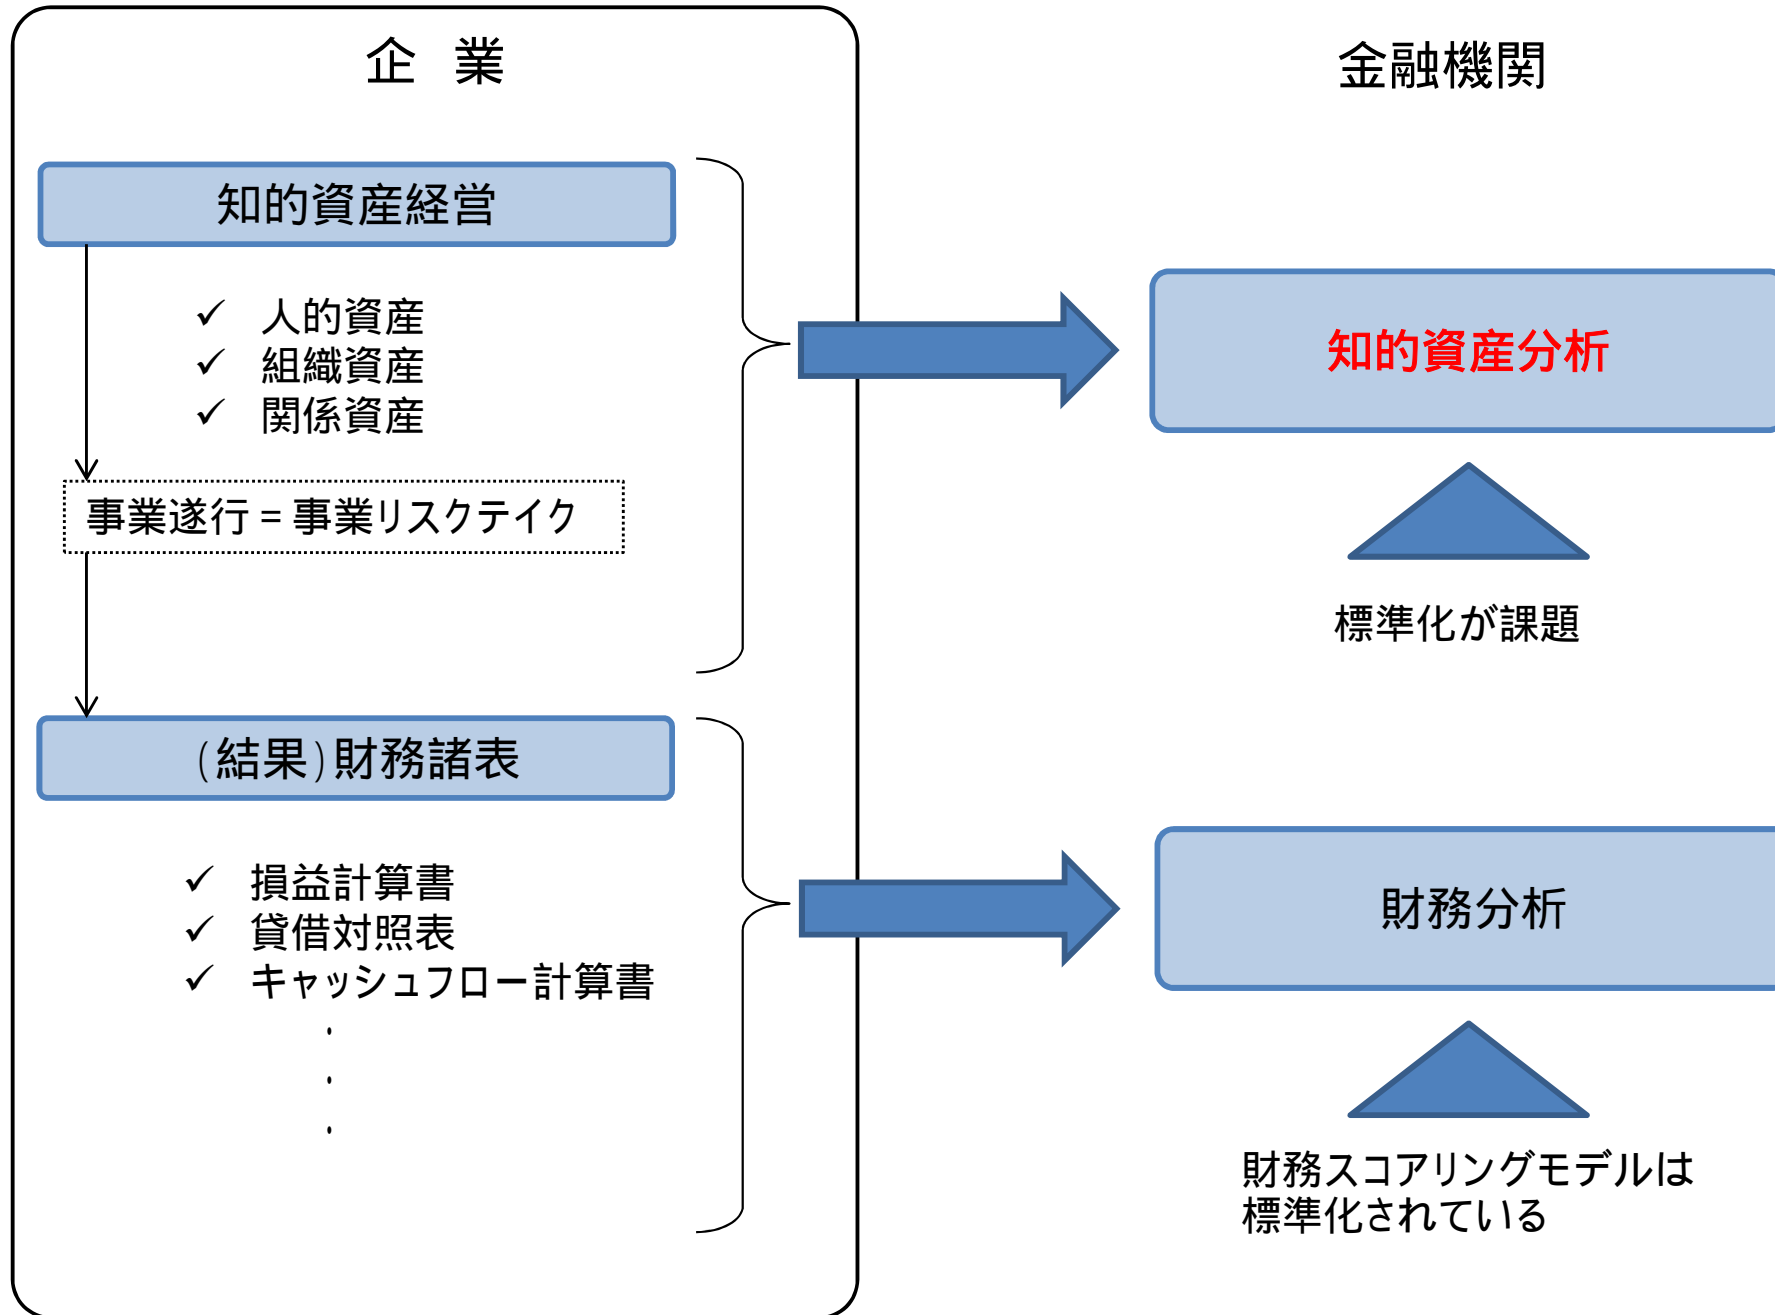 企 業
金融機関
知的資産経営
✓ 人的資産
✓ 組織資産
✓ 関係資産
事業遂行=事業リスクテイク
知的資産分析
標準化が課題
(結果)財務諸表
✓ 損益計算書
✓ 貸借対照表
✓ キャッシュフロー計算書
・
・
・
財務分析
財務スコアリングモデルは
標準化されている